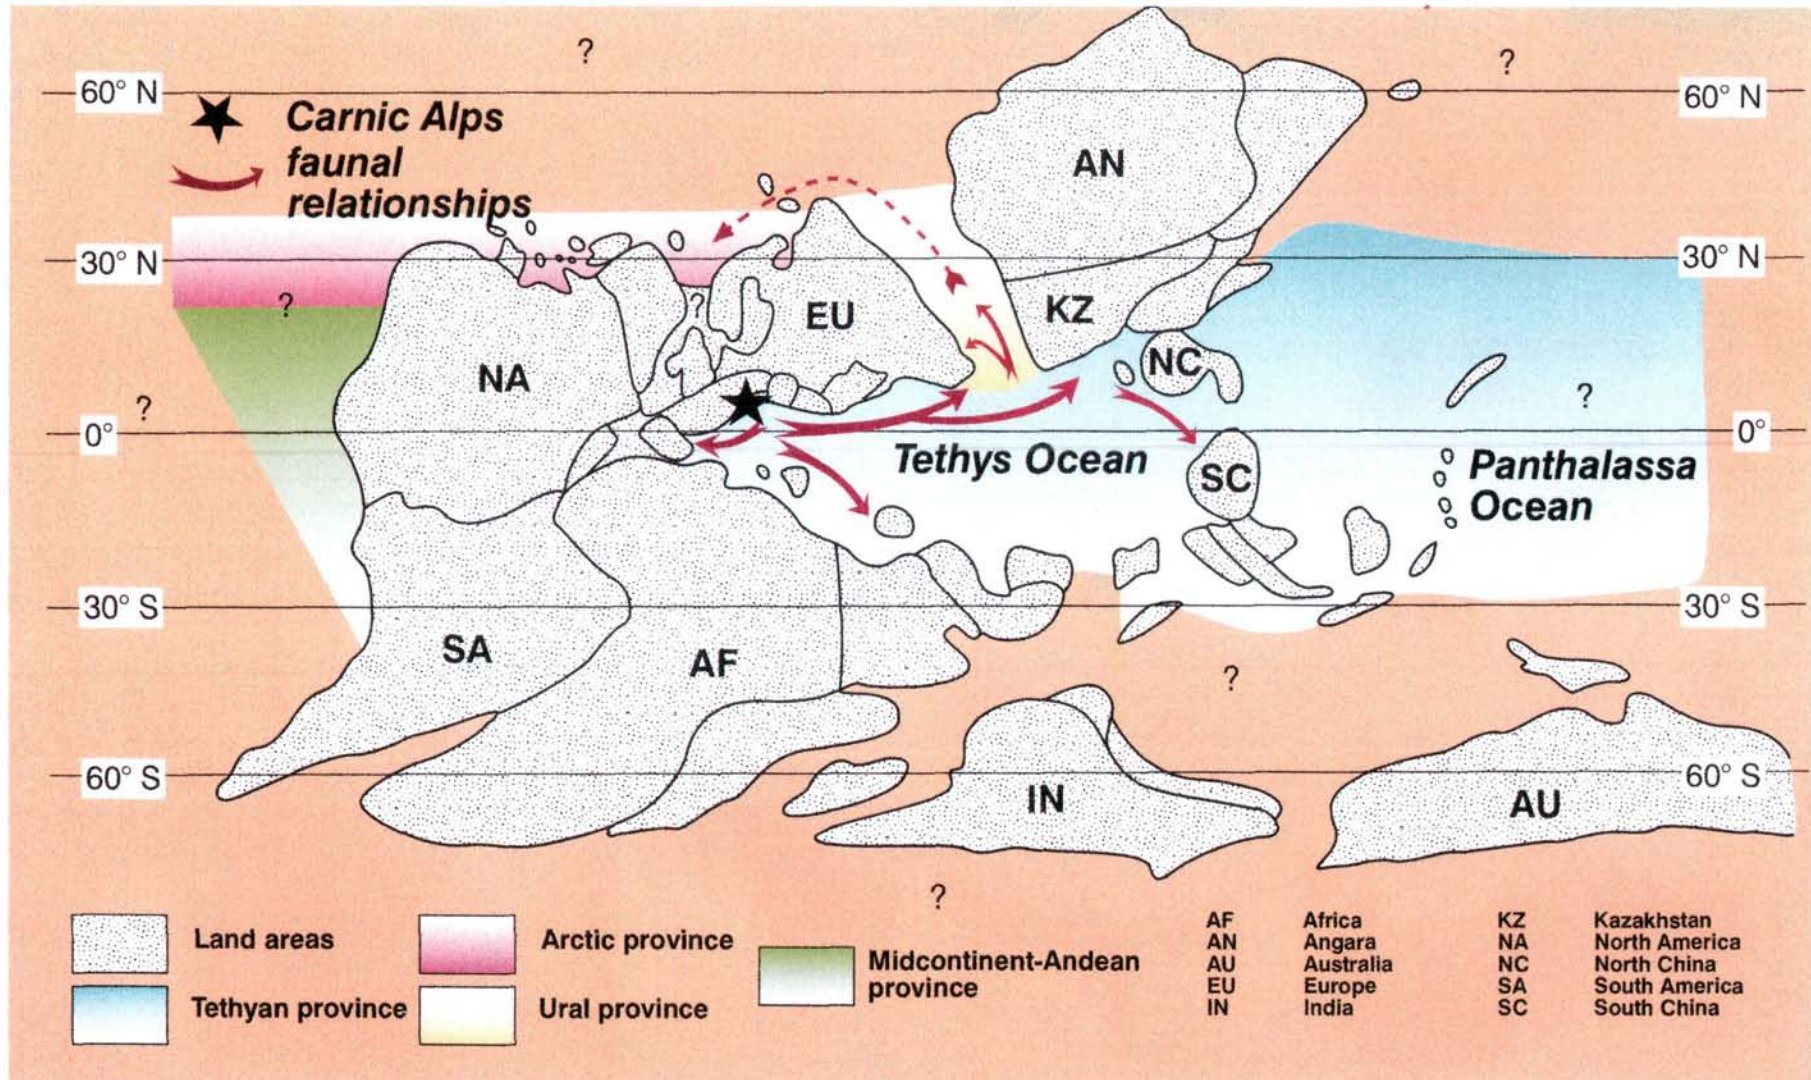 ?
?
60° N
60° N
Carnic Alps
faunal
relationships
AN
30° N
30° N
?
?
EU
KZ
NC
NA
?
?
0°
0°
Tethys Ocean
SC
Panthalassa
Ocean
30° S
30° S
SA
AF
?
60° S
60° S
IN
AU
?
Land areas
Arctic province
Midcontinent-Andean
province
Tethyan province
Ural province
AF Africa
AN Angara
AU Australia
EU Europe
IN India
KZ Kazakhstan
NA North America
NC North China
SA South America
SC South China